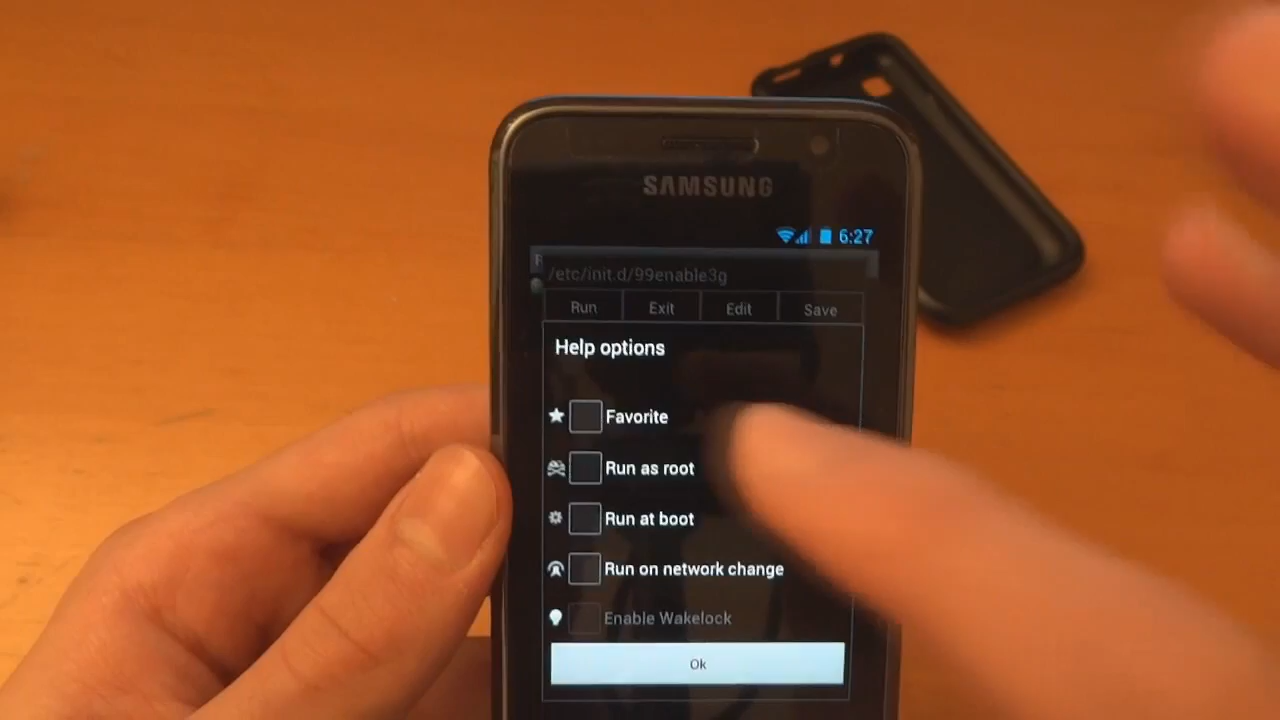 SAMSUNG
6:27
/etc/init.d/99enable3g
Run Exit Edit Save
Help options
Favorite
Run as root
Run at boot
Run on network change
Enable Wakelock
Ok